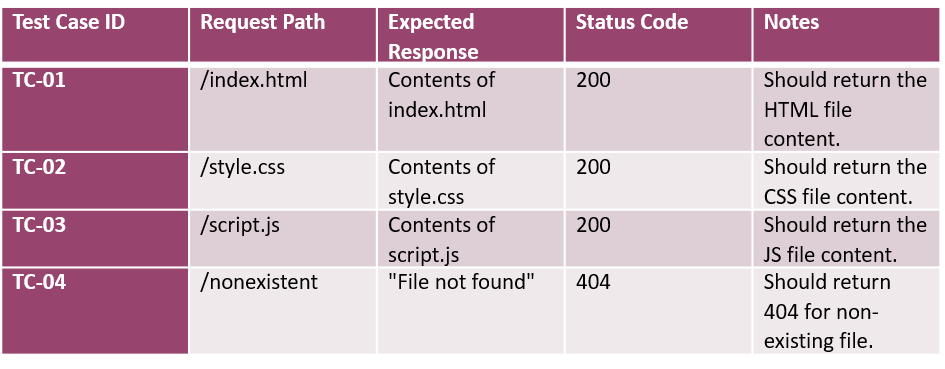 Test Case ID
Request Path
Expected
Response
Status Code
Notes
TC-01
/index.html
Contents of
index.html
200
Should return the
HTML file
content.
TC-02
/style.css
Contents of
style.css
200
Should return the
CSS file content.
TC-03
/script.js
Contents of
script.js
200
Should return the
JS file content.
TC-04
/nonexistent
"File not found"
404
Should return
404 for non-
existing file.